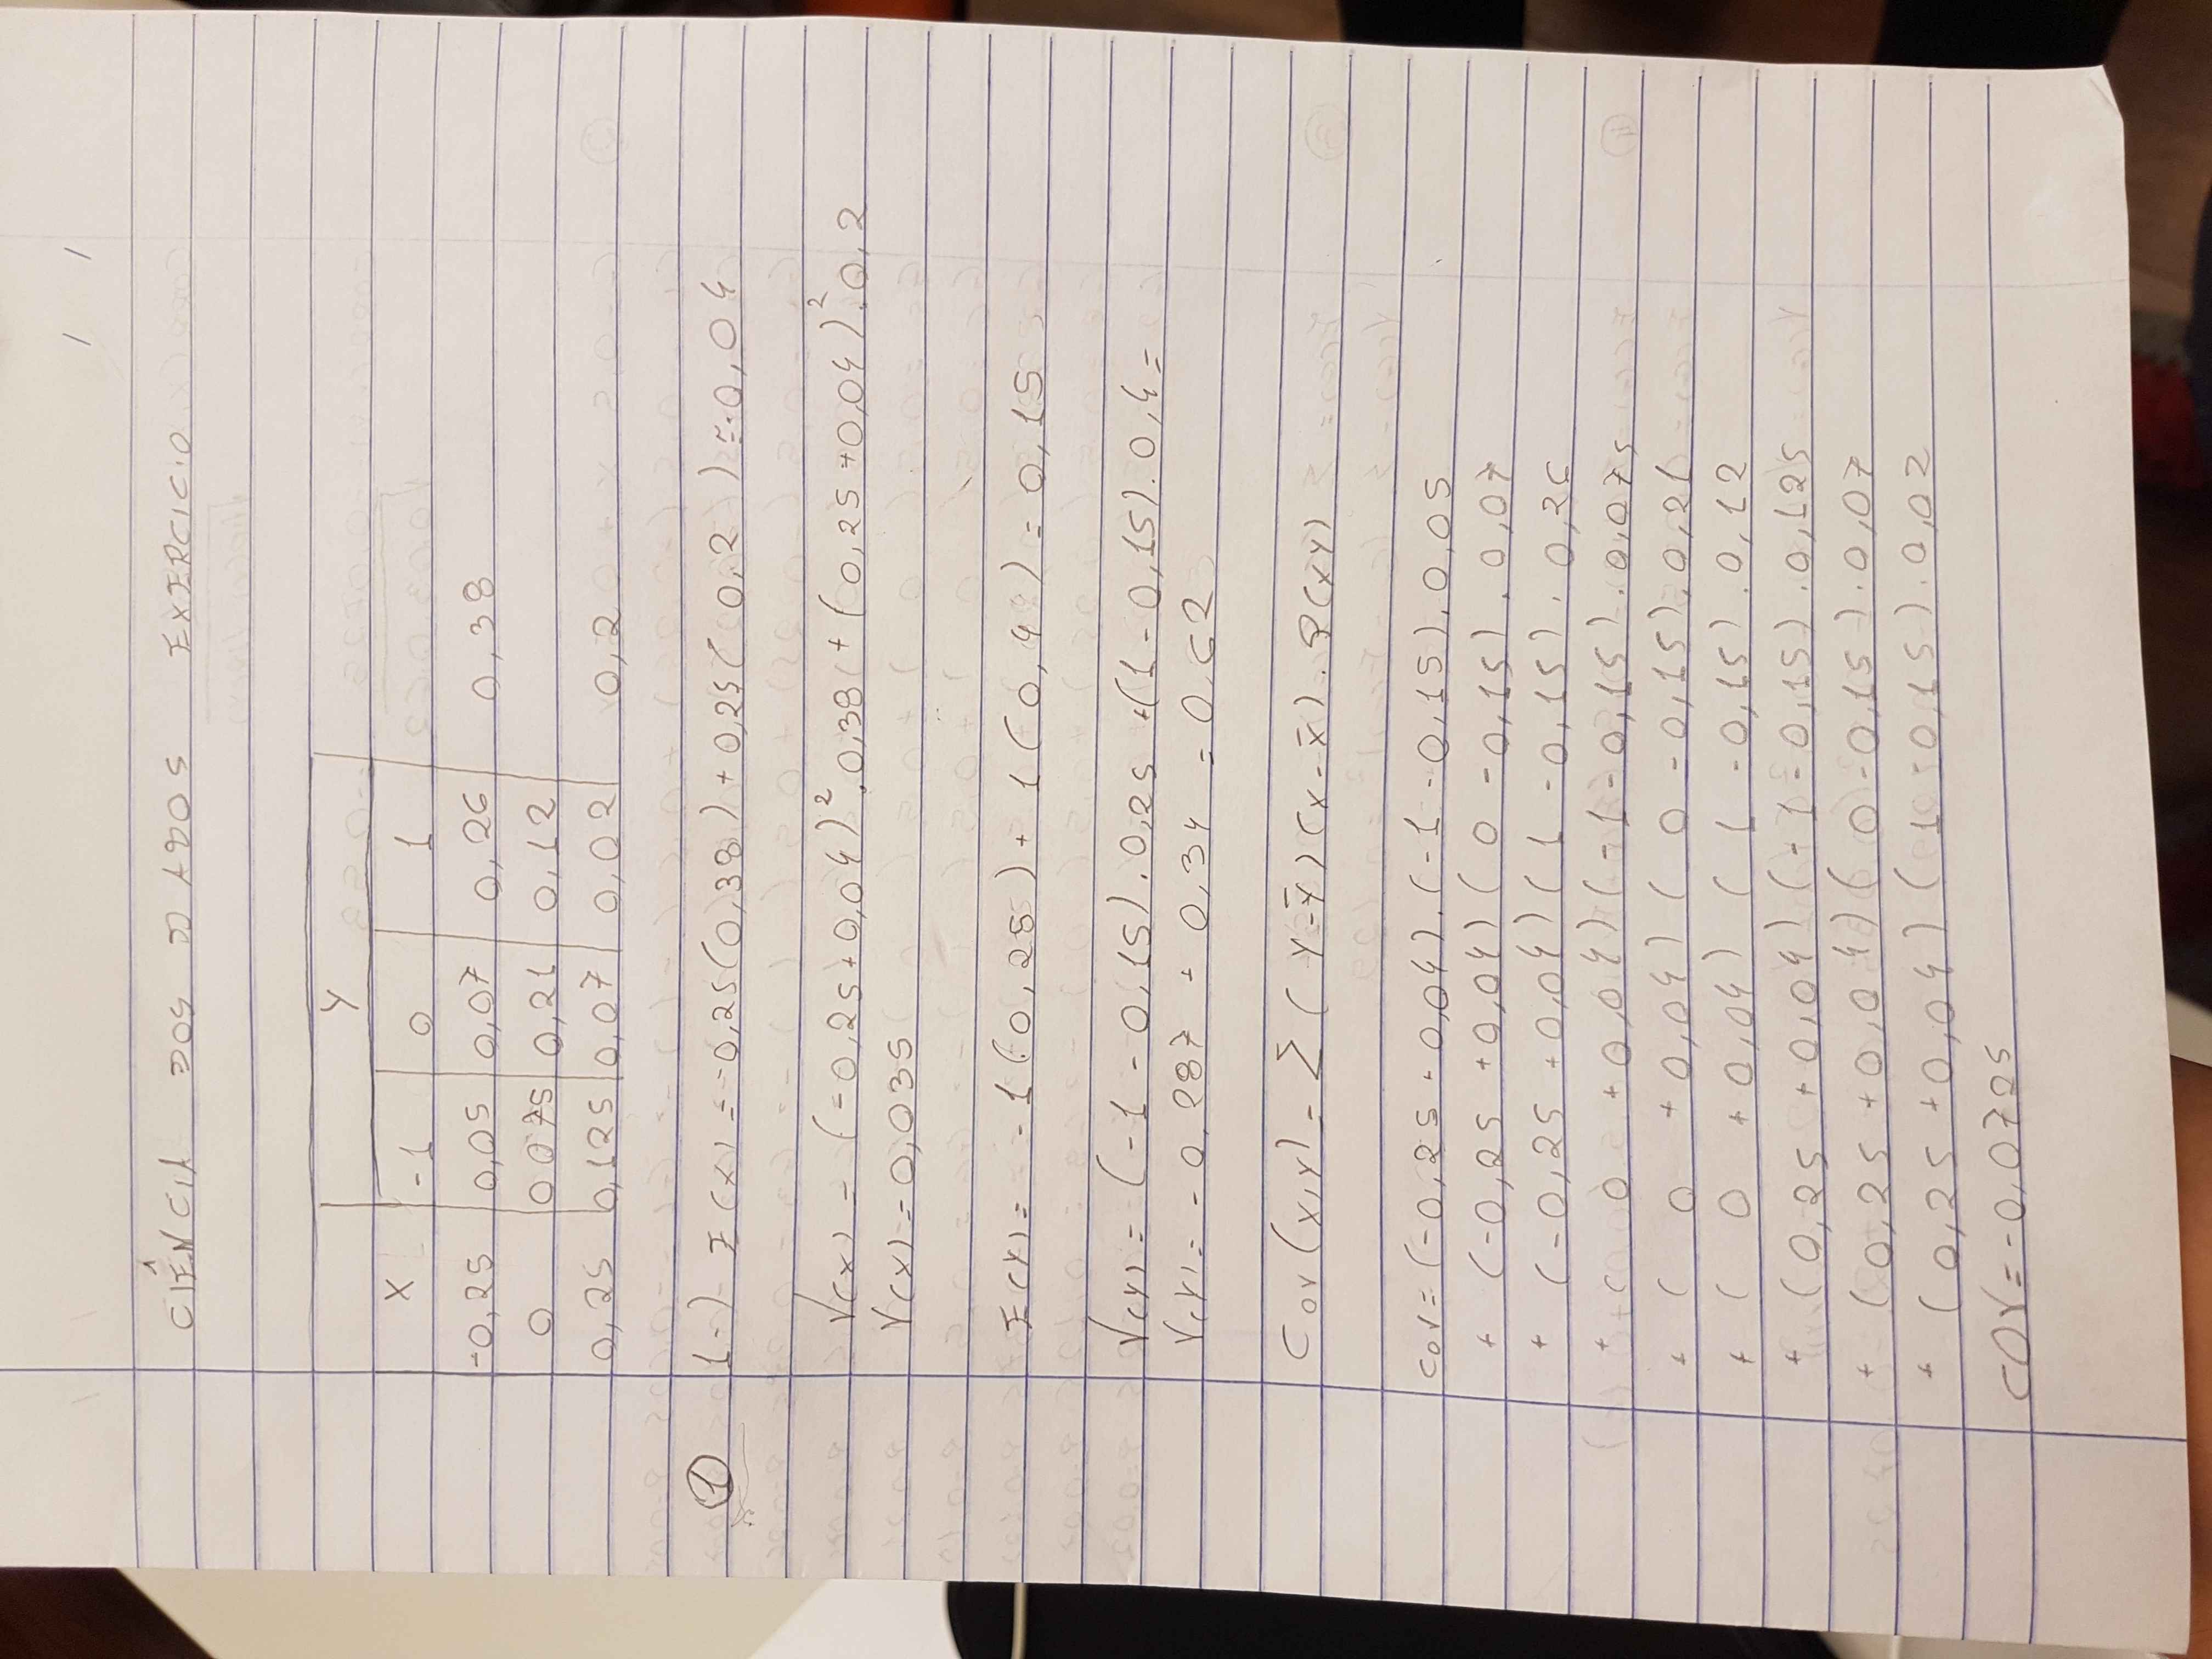 / /
CIÊNCIA DOS DADOS EXERCICIO
Y
X -1 0 1
-0,25 0,05 0,07 0,26 0,38
0 0 075 0,21 0,12
0,25 0,125 0,07 0,02 0,2
① 1-) E(X) = -0,25(0,38) + 0,25( 0,2 ) ≅ -0,04
V(X) = (-0,25+0,04)².0,38 + (0,25+0,04)².0,2
V(X) = 0,035
E(Y) = -1(0,25) + 1(0,4) = 0,15
V(Y) = (-1 - 0,15).0,25 +(1 - 0,15).0,4 =
V(Y) = -0,287 + 0,34 = 0,62
Cov(X,Y) = Σ(Y-Ȳ)(X-X̄).P(XY)
cov = (-0,25 + 0,04).(-1 - 0,15).0,05
+ (-0,25 +0,04)( 0 - 0,15).0,07
+ (-0,25 +0,04)(1 - 0,15).0,26
+ ( 0 +0,04)(-1 - 0,15).0,075
+ ( 0 +0,04)( 0 - 0,15).0,21
+ ( 0 +0,04) (1 - 0,15).0,12
+ (0,25 +0,04)(-1 - 0,15).0,125
+ (0,25 +0,04)( 0 - 0,15).0,07
+ (0,25 +0,04)( 1 - 0,15).0,02
COV = -0,0725